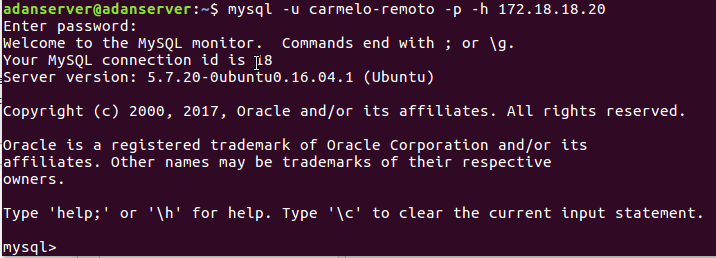 adanserver@adanserver:~$ mysql -u carmelo-remoto -p -h 172.18.18.20
Enter password:
Welcome to the MySQL monitor.  Commands end with ; or \g.
Your MySQL connection id is 18
Server version: 5.7.20-0ubuntu0.16.04.1 (Ubuntu)

Copyright (c) 2000, 2017, Oracle and/or its affiliates. All rights reserved.

Oracle is a registered trademark of Oracle Corporation and/or its
affiliates. Other names may be trademarks of their respective
owners.

Type 'help;' or '\h' for help. Type '\c' to clear the current input statement.

mysql>